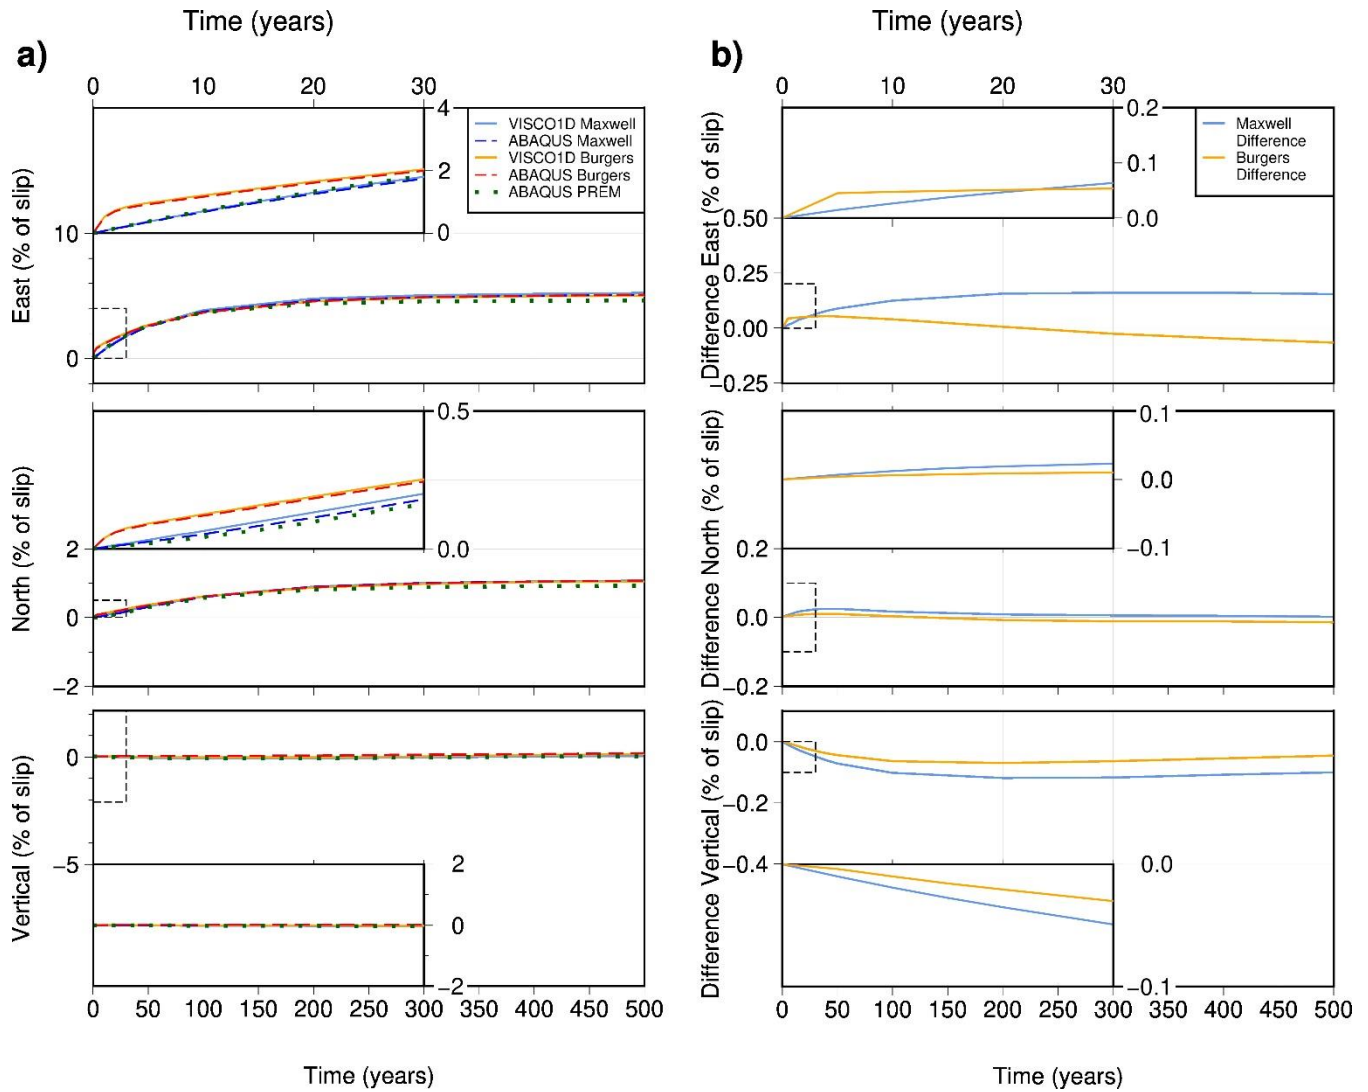 Time (years)
a)
0 10 20 30
4
2
0
VISCO1D Maxwell
ABAQUS Maxwell
VISCO1D Burgers
ABAQUS Burgers
ABAQUS PREM
East (% of slip)
10
0
0.5
0.0
North (% of slip)
2
0
−2
Vertical (% of slip)
0
−5
2
0
−2
0 50 100 150 200 250 300 350 400 450 500
Time (years)
Time (years)
b)
0 10 20 30
0.2
0.1
0.0
Maxwell
Difference
Burgers
Difference
Difference East (% of slip)
0.50
0.25
0.00
−0.25
0.1
0.0
−0.1
Difference North (% of slip)
0.2
0.0
−0.2
Difference Vertical (% of slip)
0.0
−0.2
−0.4
0.0
−0.1
0 50 100 150 200 250 300 350 400 450 500
Time (years)